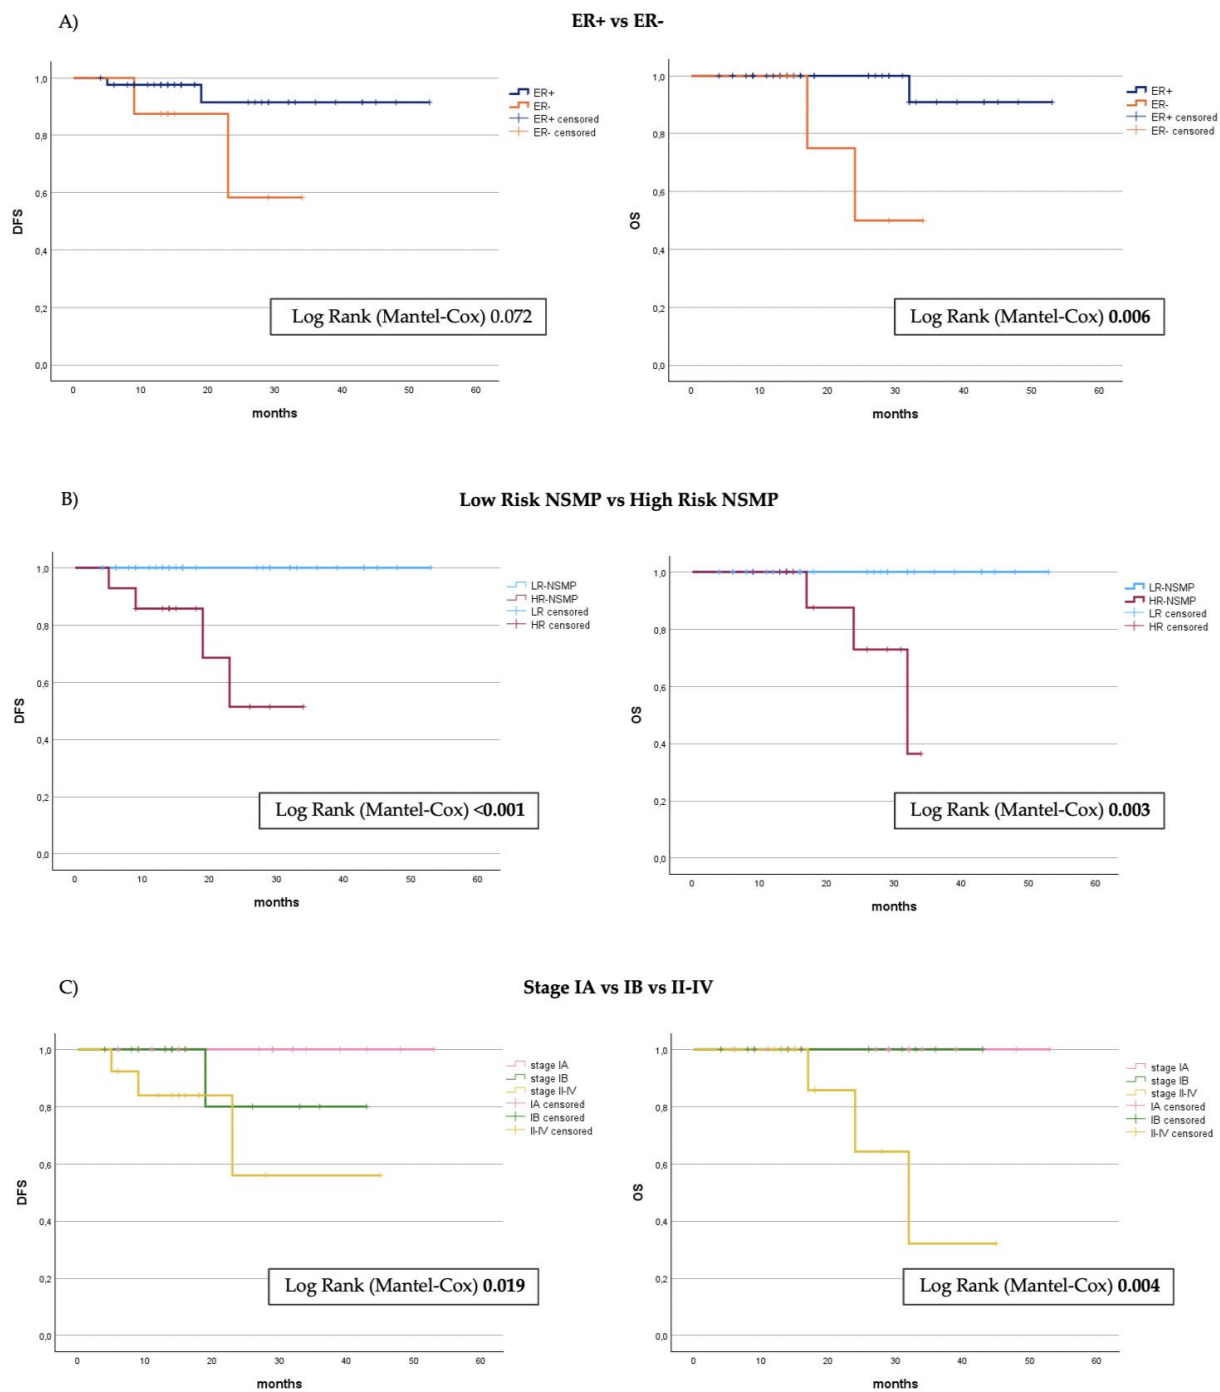 A)
ER+ vs ER-
1,0
0,8
0,6
0,4
0,2
0,0
DFS
0 10 20 30 40 50 60
months
ER+
ER-
ER+ censored
ER- censored
Log Rank (Mantel-Cox) 0.072
1,0
0,8
0,6
0,4
0,2
0,0
OS
0 10 20 30 40 50 60
months
ER+
ER-
ER+ censored
ER- censored
Log Rank (Mantel-Cox) 0.006
B)
Low Risk NSMP vs High Risk NSMP
1,0
0,8
0,6
0,4
0,2
0,0
DFS
0 10 20 30 40 50 60
months
LR-NSMP
HR-NSMP
LR censored
HR censored
Log Rank (Mantel-Cox) <0.001
1,0
0,8
0,6
0,4
0,2
0,0
OS
0 10 20 30 40 50 60
months
LR-NSMP
HR-NSMP
LR censored
HR censored
Log Rank (Mantel-Cox) 0.003
C)
Stage IA vs IB vs II-IV
1,0
0,8
0,6
0,4
0,2
0,0
DFS
0 10 20 30 40 50 60
months
stage IA
stage IB
stage II-IV
IA censored
IB censored
II-IV censored
Log Rank (Mantel-Cox) 0.019
1,0
0,8
0,6
0,4
0,2
0,0
OS
0 10 20 30 40 50 60
months
stage IA
stage IB
stage II-IV
IA censored
IB censored
II-IV censored
Log Rank (Mantel-Cox) 0.004